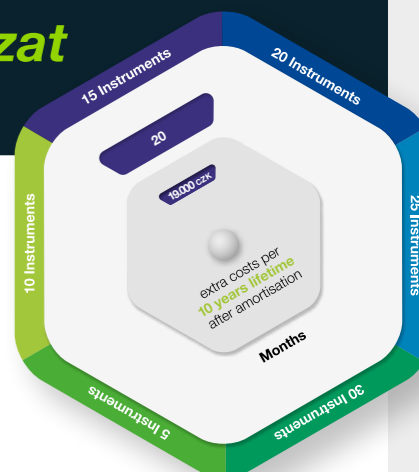 zat
15 Instruments
20 Instruments
25 Instruments
30 Instruments
5 Instruments
10 Instruments
20
19.000 CZK
extra costs per
10 years lifetime
after amortisation
Months